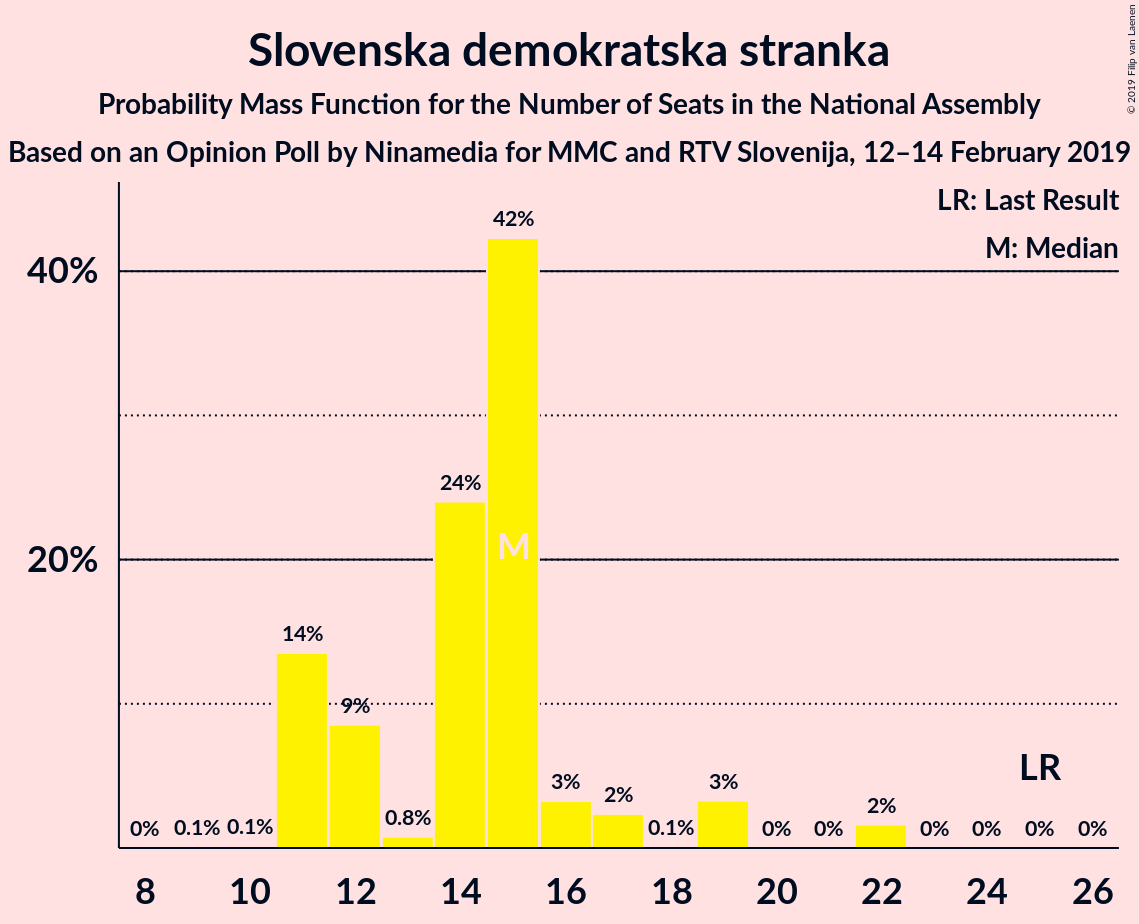 Slovenska demokratska stranka
Probability Mass Function for the Number of Seats in the National Assembly
Based on an Opinion Poll by Ninamedia for MMC and RTV Slovenija, 12–14 February 2019
© 2019 Filip van Laenen
LR: Last Result
M: Median
40%
20%
0%
0.1%
0.1%
14%
9%
0.8%
24%
42%
M
3%
2%
0.1%
3%
0%
0%
2%
0%
0%
0%
0%
LR
8 10 12 14 16 18 20 22 24 26